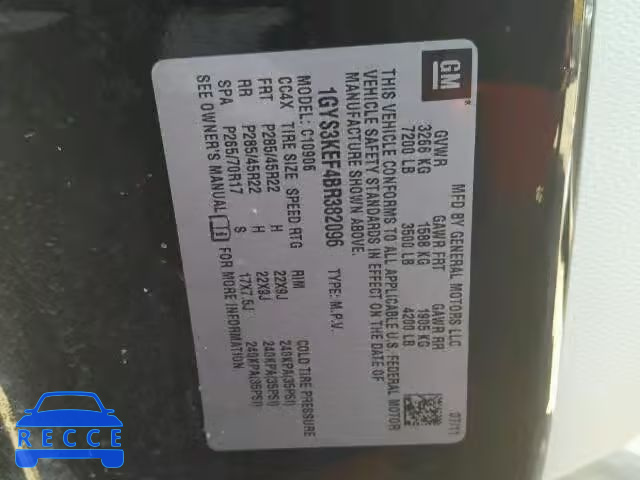 GM
MFD BY GENERAL MOTORS LLC
07/11
GVWR GAWR FRT GAWR RR
3266 KG 1588 KG 1905 KG
7200 LB 3500 LB 4200 LB
THIS VEHICLE CONFORMS TO ALL APPLICABLE U.S. FEDERAL MOTOR
VEHICLE SAFETY STANDARDS IN EFFECT ON THE DATE OF
MANUFACTURE SHOWN ABOVE.
1GYS3KEF4BR382096 TYPE: M.P.V.
MODEL: C10906
CC4X TIRE SIZE SPEED RTG RIM COLD TIRE PRESSURE
FRT P285/45R22 H 22X9J 240KPA(35PSI)
RR P285/45R22 H 22X9J 240KPA(35PSI)
SPA P265/70R17 S 17X7.5J 240KPA(35PSI)
SEE OWNER'S MANUAL FOR MORE INFORMATION
RECCE